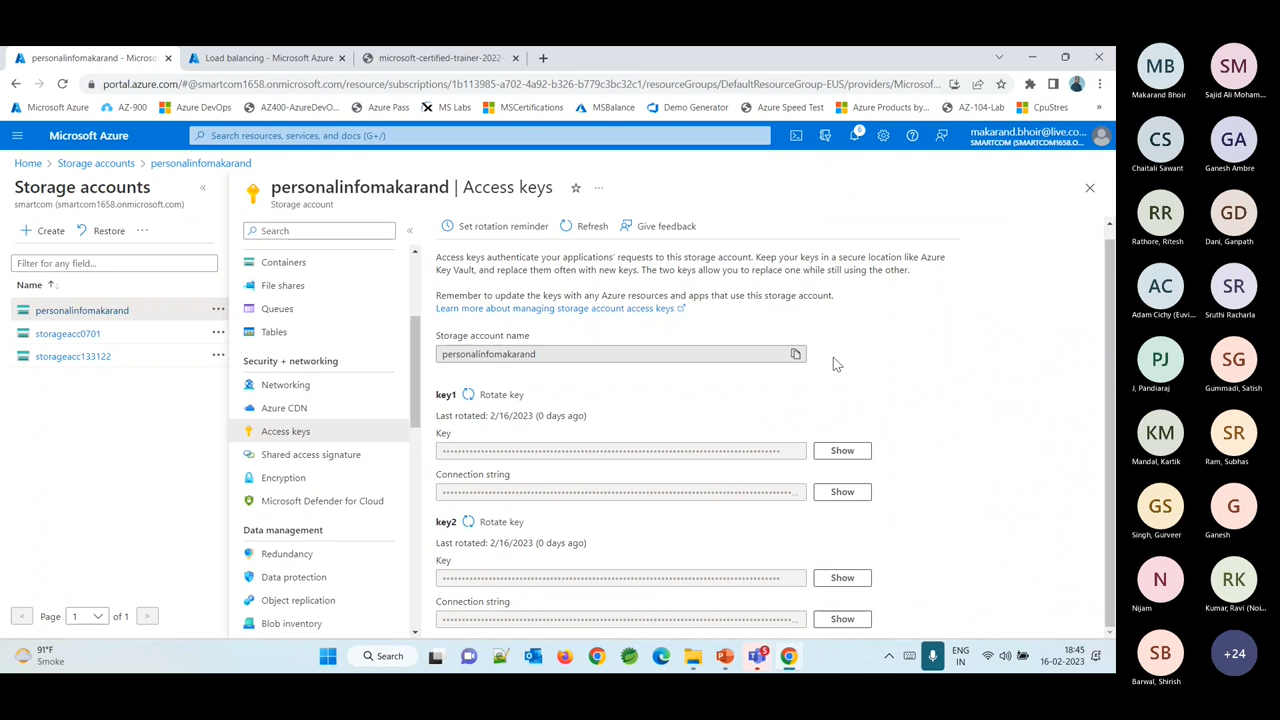 personalinfomakarand - Microso
Load balancing - Microsoft Azure
microsoft-certified-trainer-2022-
portal.azure.com/#@smartcom1658.onmicrosoft.com/resource/subscriptions/1b113985-a702-4a92-b326-b779c3bc32c1/resourceGroups/DefaultResourceGroup-EUS/providers/Microsof...
Microsoft Azure
AZ-900
Azure DevOps
AZ400-AzureDevO...
Azure Pass
MS Labs
MSCertifications
MSBalance
Demo Generator
Azure Speed Test
Azure Products by...
AZ-104-Lab
CpuStres
»
Microsoft Azure
Search resources, services, and docs (G+/)
6
makarand.bhoir@live.co...
SMARTCOM (SMARTCOM1658.O...
Home > Storage accounts > personalinfomakarand
Storage accounts
smartcom (smartcom1658.onmicrosoft.com)
Create
Restore
...
Filter for any field...
Name
personalinfomakarand
...
storageacc0701
...
storageacc133122
...
< Page 1 of 1 >
personalinfomakarand | Access keys
...
Storage account
Search
Containers
File shares
Queues
Tables
Security + networking
Networking
Azure CDN
Access keys
Shared access signature
Encryption
Microsoft Defender for Cloud
Data management
Redundancy
Data protection
Object replication
Blob inventory
Set rotation reminder
Refresh
Give feedback
Access keys authenticate your applications' requests to this storage account. Keep your keys in a secure location like Azure
Key Vault, and replace them often with new keys. The two keys allow you to replace one while still using the other.
Remember to update the keys with any Azure resources and apps that use this storage account.
Learn more about managing storage account access keys
Storage account name
personalinfomakarand
key1
Rotate key
Last rotated: 2/16/2023 (0 days ago)
Key
Show
Connection string
Show
key2
Rotate key
Last rotated: 2/16/2023 (0 days ago)
Key
Show
Connection string
Show
91°F
Smoke
Search
5
ENG
IN
18:45
16-02-2023
MB
Makarand Bhoir
SM
Sajid Ali Moham...
CS
Chaitali Sawant
GA
Ganesh Ambre
RR
Rathore, Ritesh
GD
Dani, Ganpath
AC
Adam Cichy (Euvi...
SR
Sruthi Racharla
PJ
J, Pandiaraj
SG
Gummadi, Satish
KM
Mandal, Kartik
SR
Ram, Subhas
GS
Singh, Gurveer
G
Ganesh
N
Nijam
RK
Kumar, Ravi (Noi...
SB
Barwal, Shirish
+24